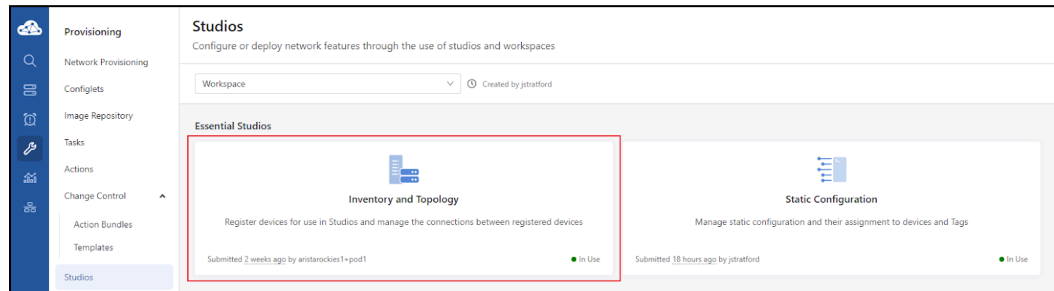 Provisioning
Network Provisioning
Configlets
Image Repository
Tasks
Actions
Change Control
Action Bundles
Templates
Studios
Studios
Configure or deploy network features through the use of studios and workspaces
Workspace
Created by jstratford
Essential Studios
Inventory and Topology
Register devices for use in Studios and manage the connections between registered devices
Submitted 2 weeks ago by aristarockies1+pod1
In Use
Static Configuration
Manage static configuration and their assignment to devices and Tags
Submitted 18 hours ago by jstratford
In Use